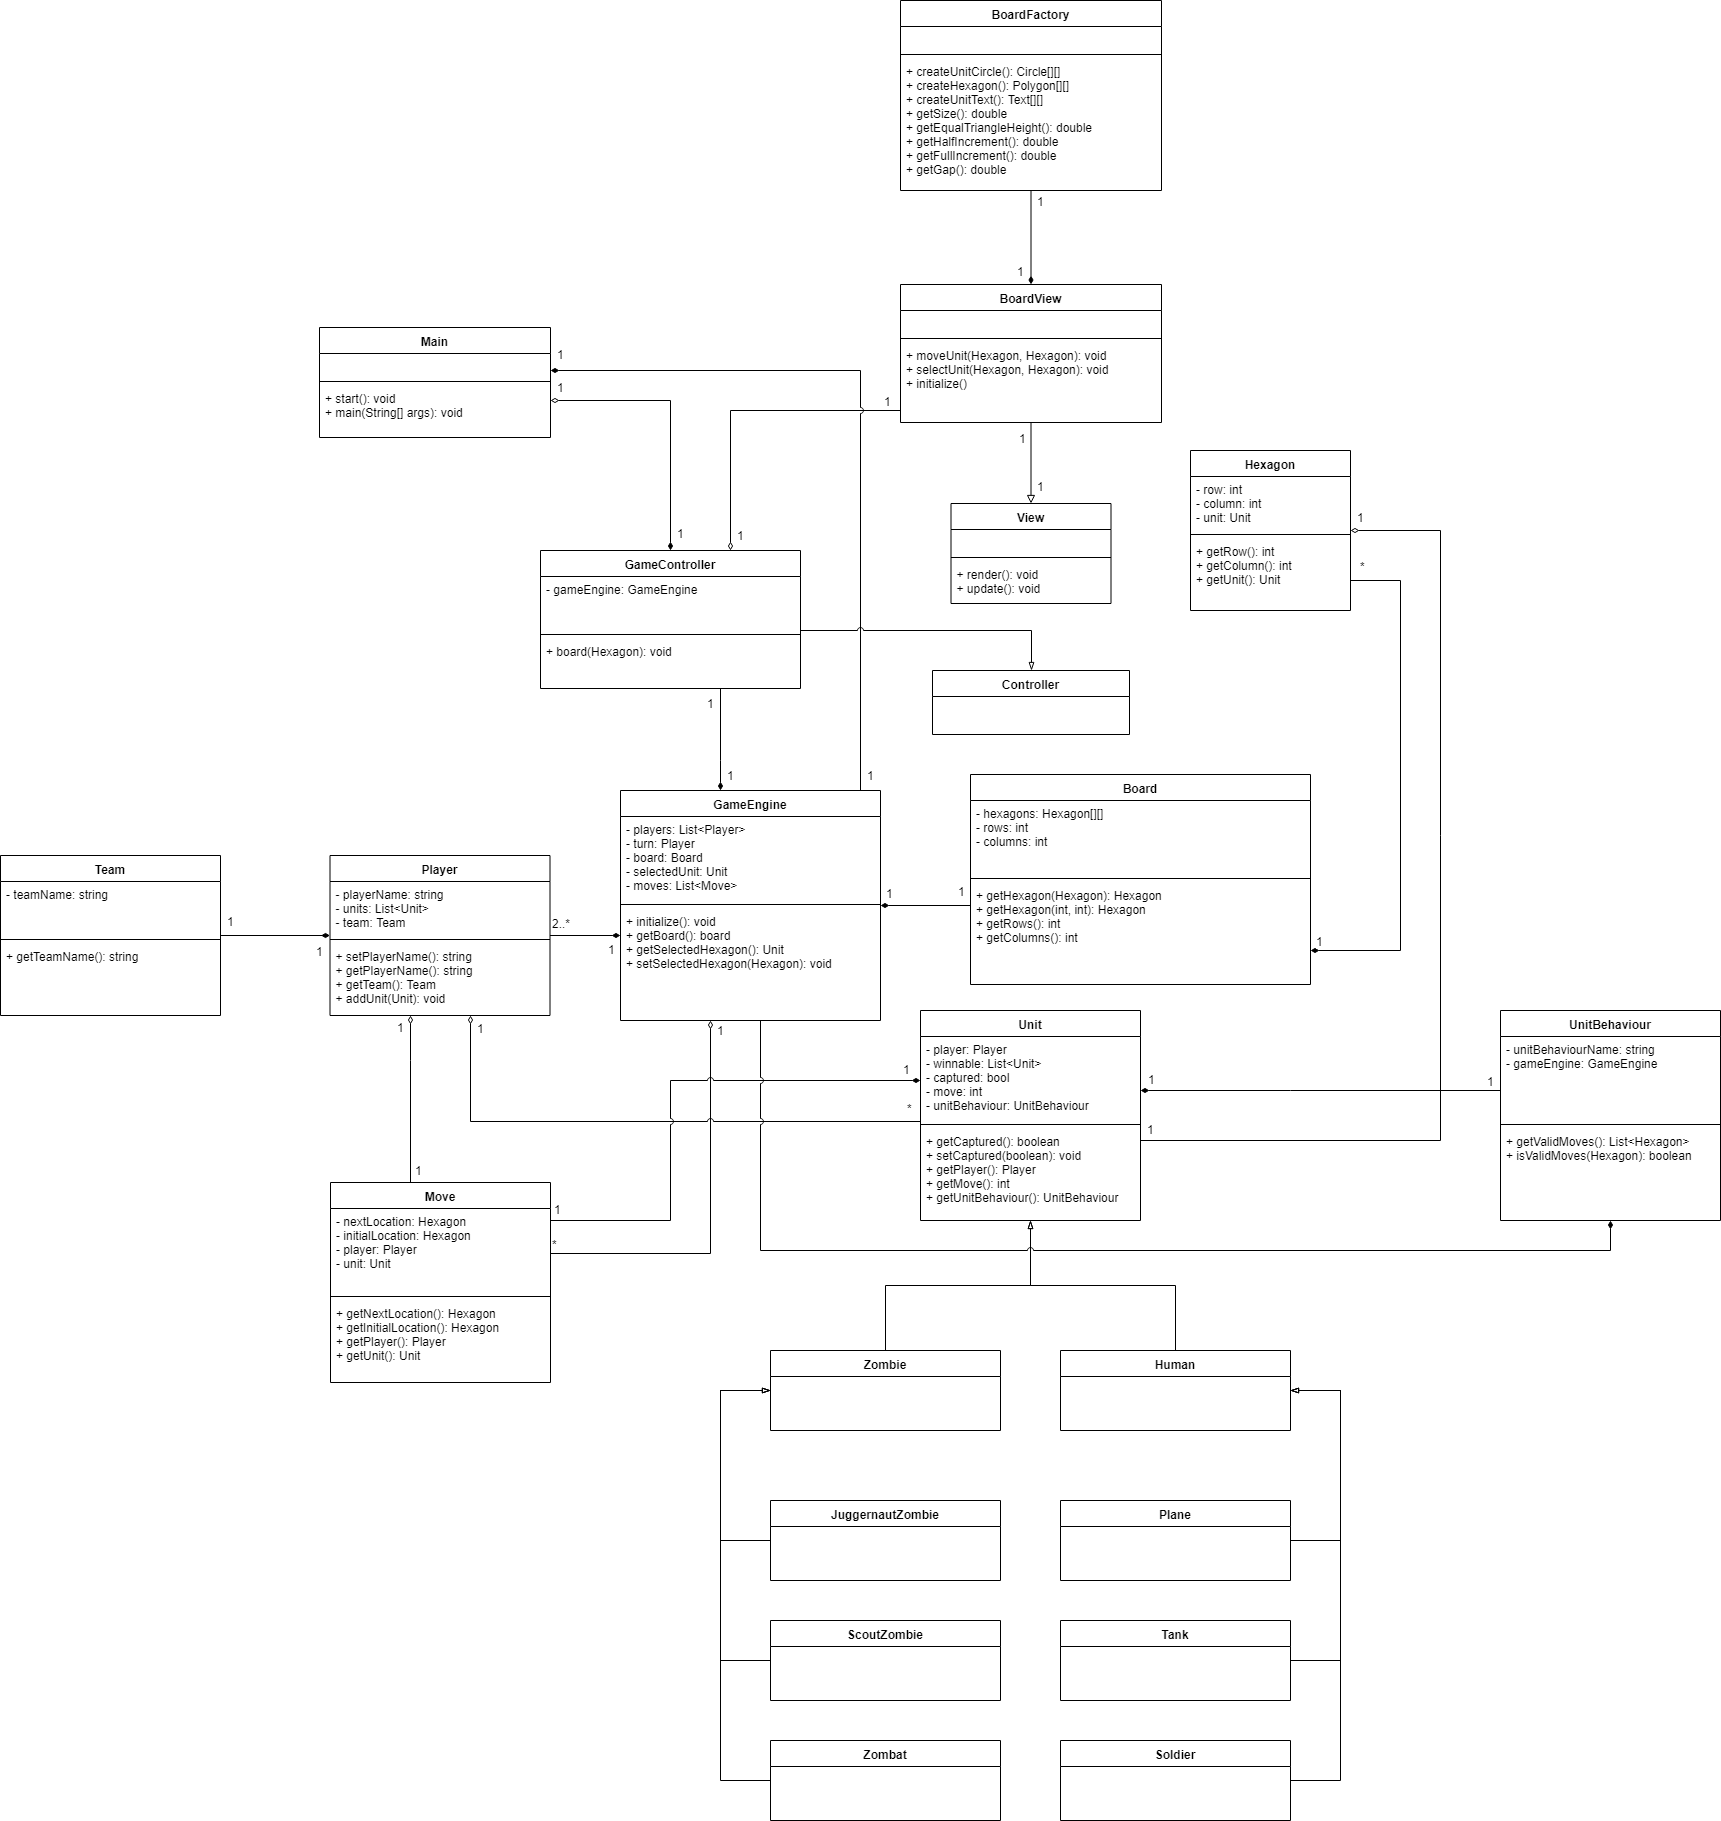 BoardFactory
+ createUnitCircle(): Circle[][]
+ createHexagon(): Polygon[][]
+ createUnitText(): Text[][]
+ getSize(): double
+ getEqualTriangleHeight(): double
+ getHalfIncrement(): double
+ getFullIncrement(): double
+ getGap(): double
1
1
BoardView
+ moveUnit(Hexagon, Hexagon): void
+ selectUnit(Hexagon, Hexagon): void
+ initialize()
1
1
1
Main
+ start(): void
+ main(String[] args): void
1
1
View
+ render(): void
+ update(): void
Hexagon
- row: int
- column: int
- unit: Unit
+ getRow(): int
+ getColumn(): int
+ getUnit(): Unit
1
*
1
1
GameController
- gameEngine: GameEngine
+ board(Hexagon): void
1
Controller
1
1
GameEngine
- players: List<Player>
- turn: Player
- board: Board
- selectedUnit: Unit
- moves: List<Move>
+ initialize(): void
+ getBoard(): board
+ getSelectedHexagon(): Unit
+ setSelectedHexagon(Hexagon): void
1
1
Board
- hexagons: Hexagon[][]
- rows: int
- columns: int
+ getHexagon(Hexagon): Hexagon
+ getHexagon(int, int): Hexagon
+ getRows(): int
+ getColumns(): int
1
Team
- teamName: string
+ getTeamName(): string
1
1
Player
- playerName: string
- units: List<Unit>
- team: Team
+ setPlayerName(): string
+ getPlayerName(): string
+ getTeam(): Team
+ addUnit(Unit): void
2..*
1
1
1
1
Unit
- player: Player
- winnable: List<Unit>
- captured: bool
- move: int
- unitBehaviour: UnitBehaviour
+ getCaptured(): boolean
+ setCaptured(boolean): void
+ getPlayer(): Player
+ getMove(): int
+ getUnitBehaviour(): UnitBehaviour
1
*
1
1
1
UnitBehaviour
- unitBehaviourName: string
- gameEngine: GameEngine
+ getValidMoves(): List<Hexagon>
+ isValidMoves(Hexagon): boolean
1
Move
- nextLocation: Hexagon
- initialLocation: Hexagon
- player: Player
- unit: Unit
+ getNextLocation(): Hexagon
+ getInitialLocation(): Hexagon
+ getPlayer(): Player
+ getUnit(): Unit
1
*
Zombie
Human
JuggernautZombie
Plane
ScoutZombie
Tank
Zombat
Soldier